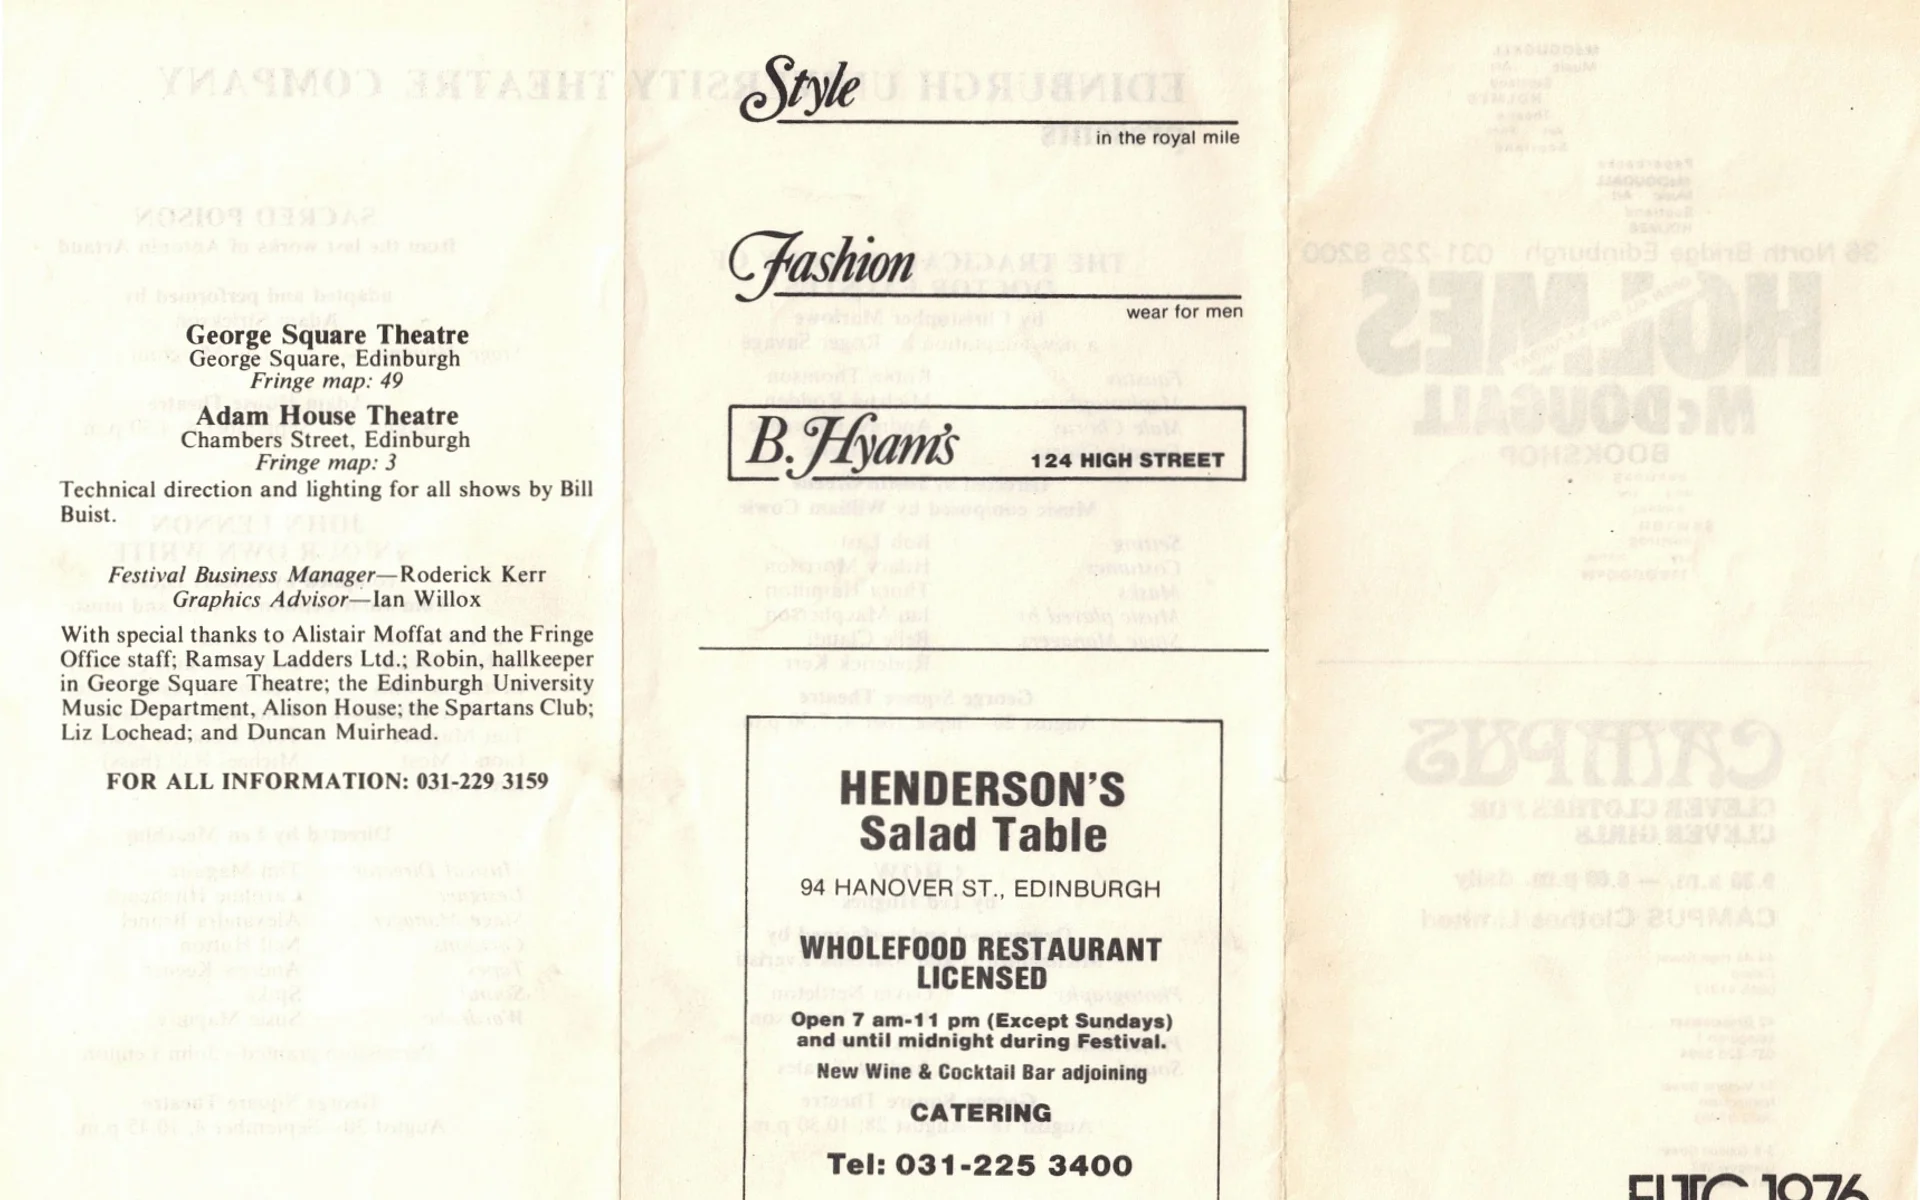 George Square Theatre
George Square, Edinburgh
Fringe map: 49
Adam House Theatre
Chambers Street, Edinburgh
Fringe map: 3
Technical direction and lighting for all shows by Bill
Buist.
Festival Business Manager—Roderick Kerr
Graphics Advisor—Ian Willox
With special thanks to Alistair Moffat and the Fringe
Office staff; Ramsay Ladders Ltd.; Robin, hallkeeper
in George Square Theatre; the Edinburgh University
Music Department, Alison House; the Spartans Club;
Liz Lochead; and Duncan Muirhead.
FOR ALL INFORMATION: 031-229 3159
Style
in the royal mile
Fashion
wear for men
B. Hyam's 124 HIGH STREET
HENDERSON'S
Salad Table
94 HANOVER ST., EDINBURGH
WHOLEFOOD RESTAURANT
LICENSED
Open 7 am-11 pm (Except Sundays)
and until midnight during Festival.
New Wine & Cocktail Bar adjoining
CATERING
Tel: 031-225 3400
EUTC 1976